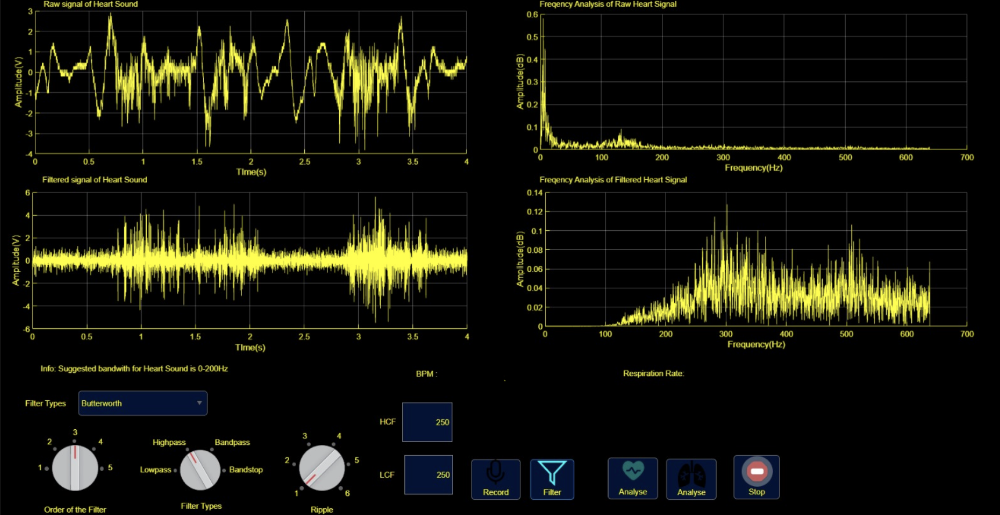 Raw signal of Heart Sound
Freqency Analysis of Raw Heart Signal
3
2
1
0
-1
-2
-3
-4
Amplitude(V)
0 0.5 1 1.5 2 2.5 3 3.5 4
TIme(s)
0.6
0.5
0.4
0.3
0.2
0.1
0
Amplitude(dB)
0 100 200 300 400 500 600 700
Frequency(Hz)
Filtered signal of Heart Sound
Freqency Analysis of Filtered Heart Signal
6
4
2
0
-2
-4
-6
Amplitude(V)
0 0.5 1 1.5 2 2.5 3 3.5 4
TIme(s)
0.14
0.12
0.1
0.08
0.06
0.04
0.02
0
Amplitude(dB)
0 100 200 300 400 500 600 700
Frequency(Hz)
Info: Suggested bandwith for Heart Sound is 0-200Hz
BPM :
Respiration Rate:
Filter Types
Butterworth
HCF
250
LCF
250
1 2 3 4 5
Order of the Filter
Lowpass Highpass Bandpass Bandstop
Filter Types
1 2 3 4 5 6
Ripple
Record
Filter
Analyse
Analyse
Stop